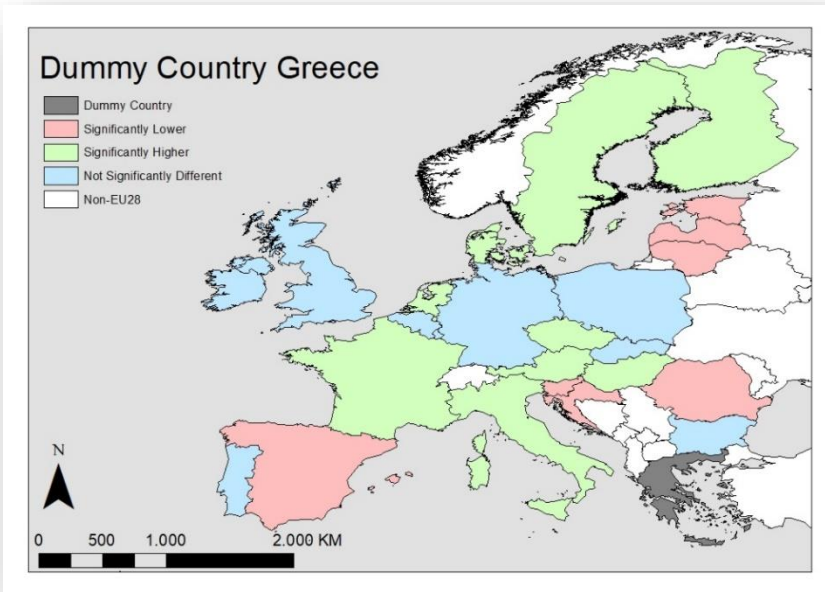 Dummy Country Greece
Dummy Country
Significantly Lower
Significantly Higher
Not Significantly Different
Non-EU28
N
0 500 1.000 2.000 KM